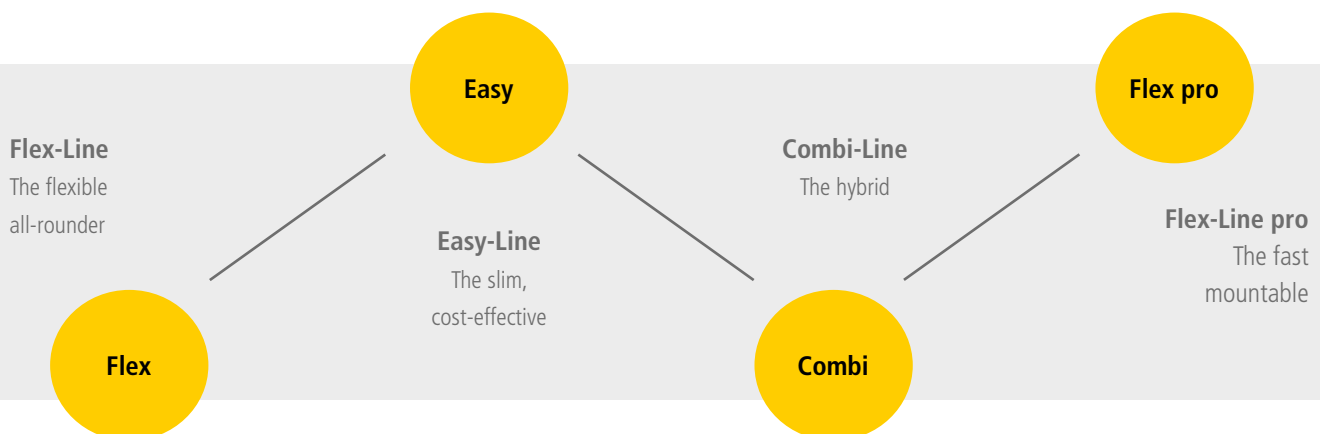 Flex-Line
The flexible
all-rounder
Flex
Easy
Easy-Line
The slim,
cost-effective
Combi-Line
The hybrid
Combi
Flex pro
Flex-Line pro
The fast
mountable